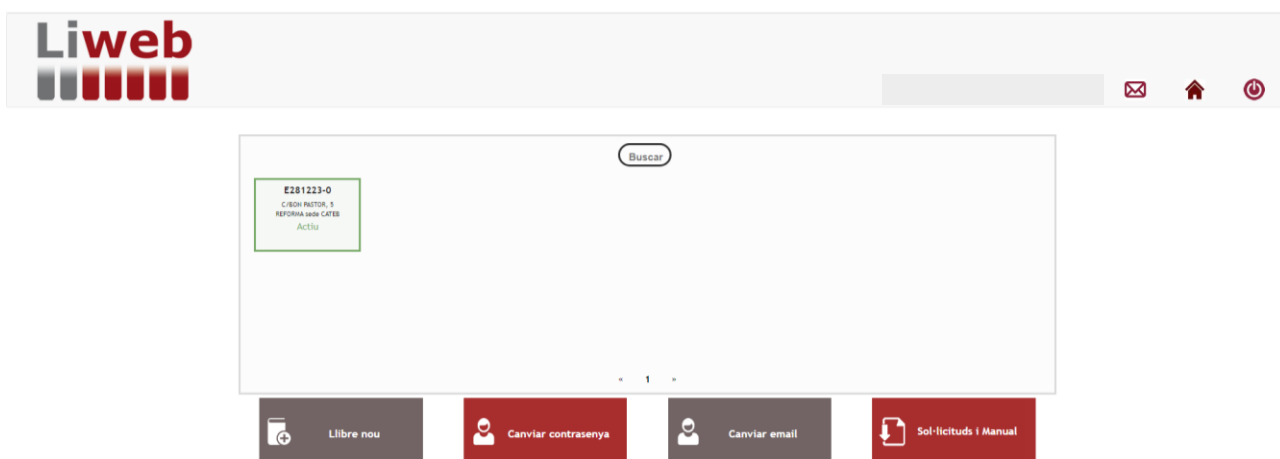 Liweb
Buscar
E281223-0
C/BON PASTOR, 5
REFORMA sede CATEB
Actiu
« 1 »
Llibre nou
Canviar contrasenya
Canviar email
Sol·licituds i Manual